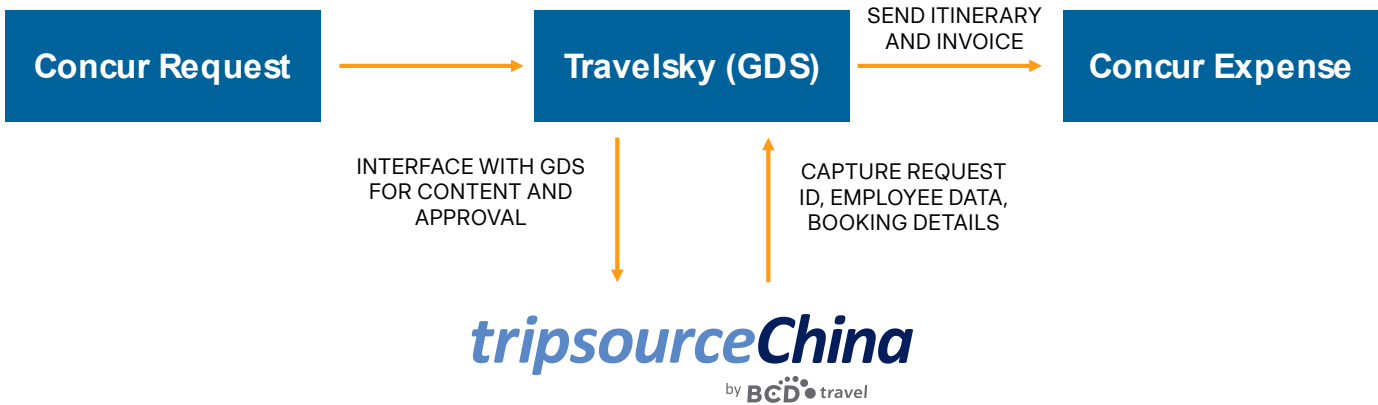 SEND ITINERARY
AND INVOICE
Concur Request
Travelsky (GDS)
Concur Expense
INTERFACE WITH GDS
FOR CONTENT AND
APPROVAL
CAPTURE REQUEST
ID, EMPLOYEE DATA,
BOOKING DETAILS
tripsourceChina
by BCD travel